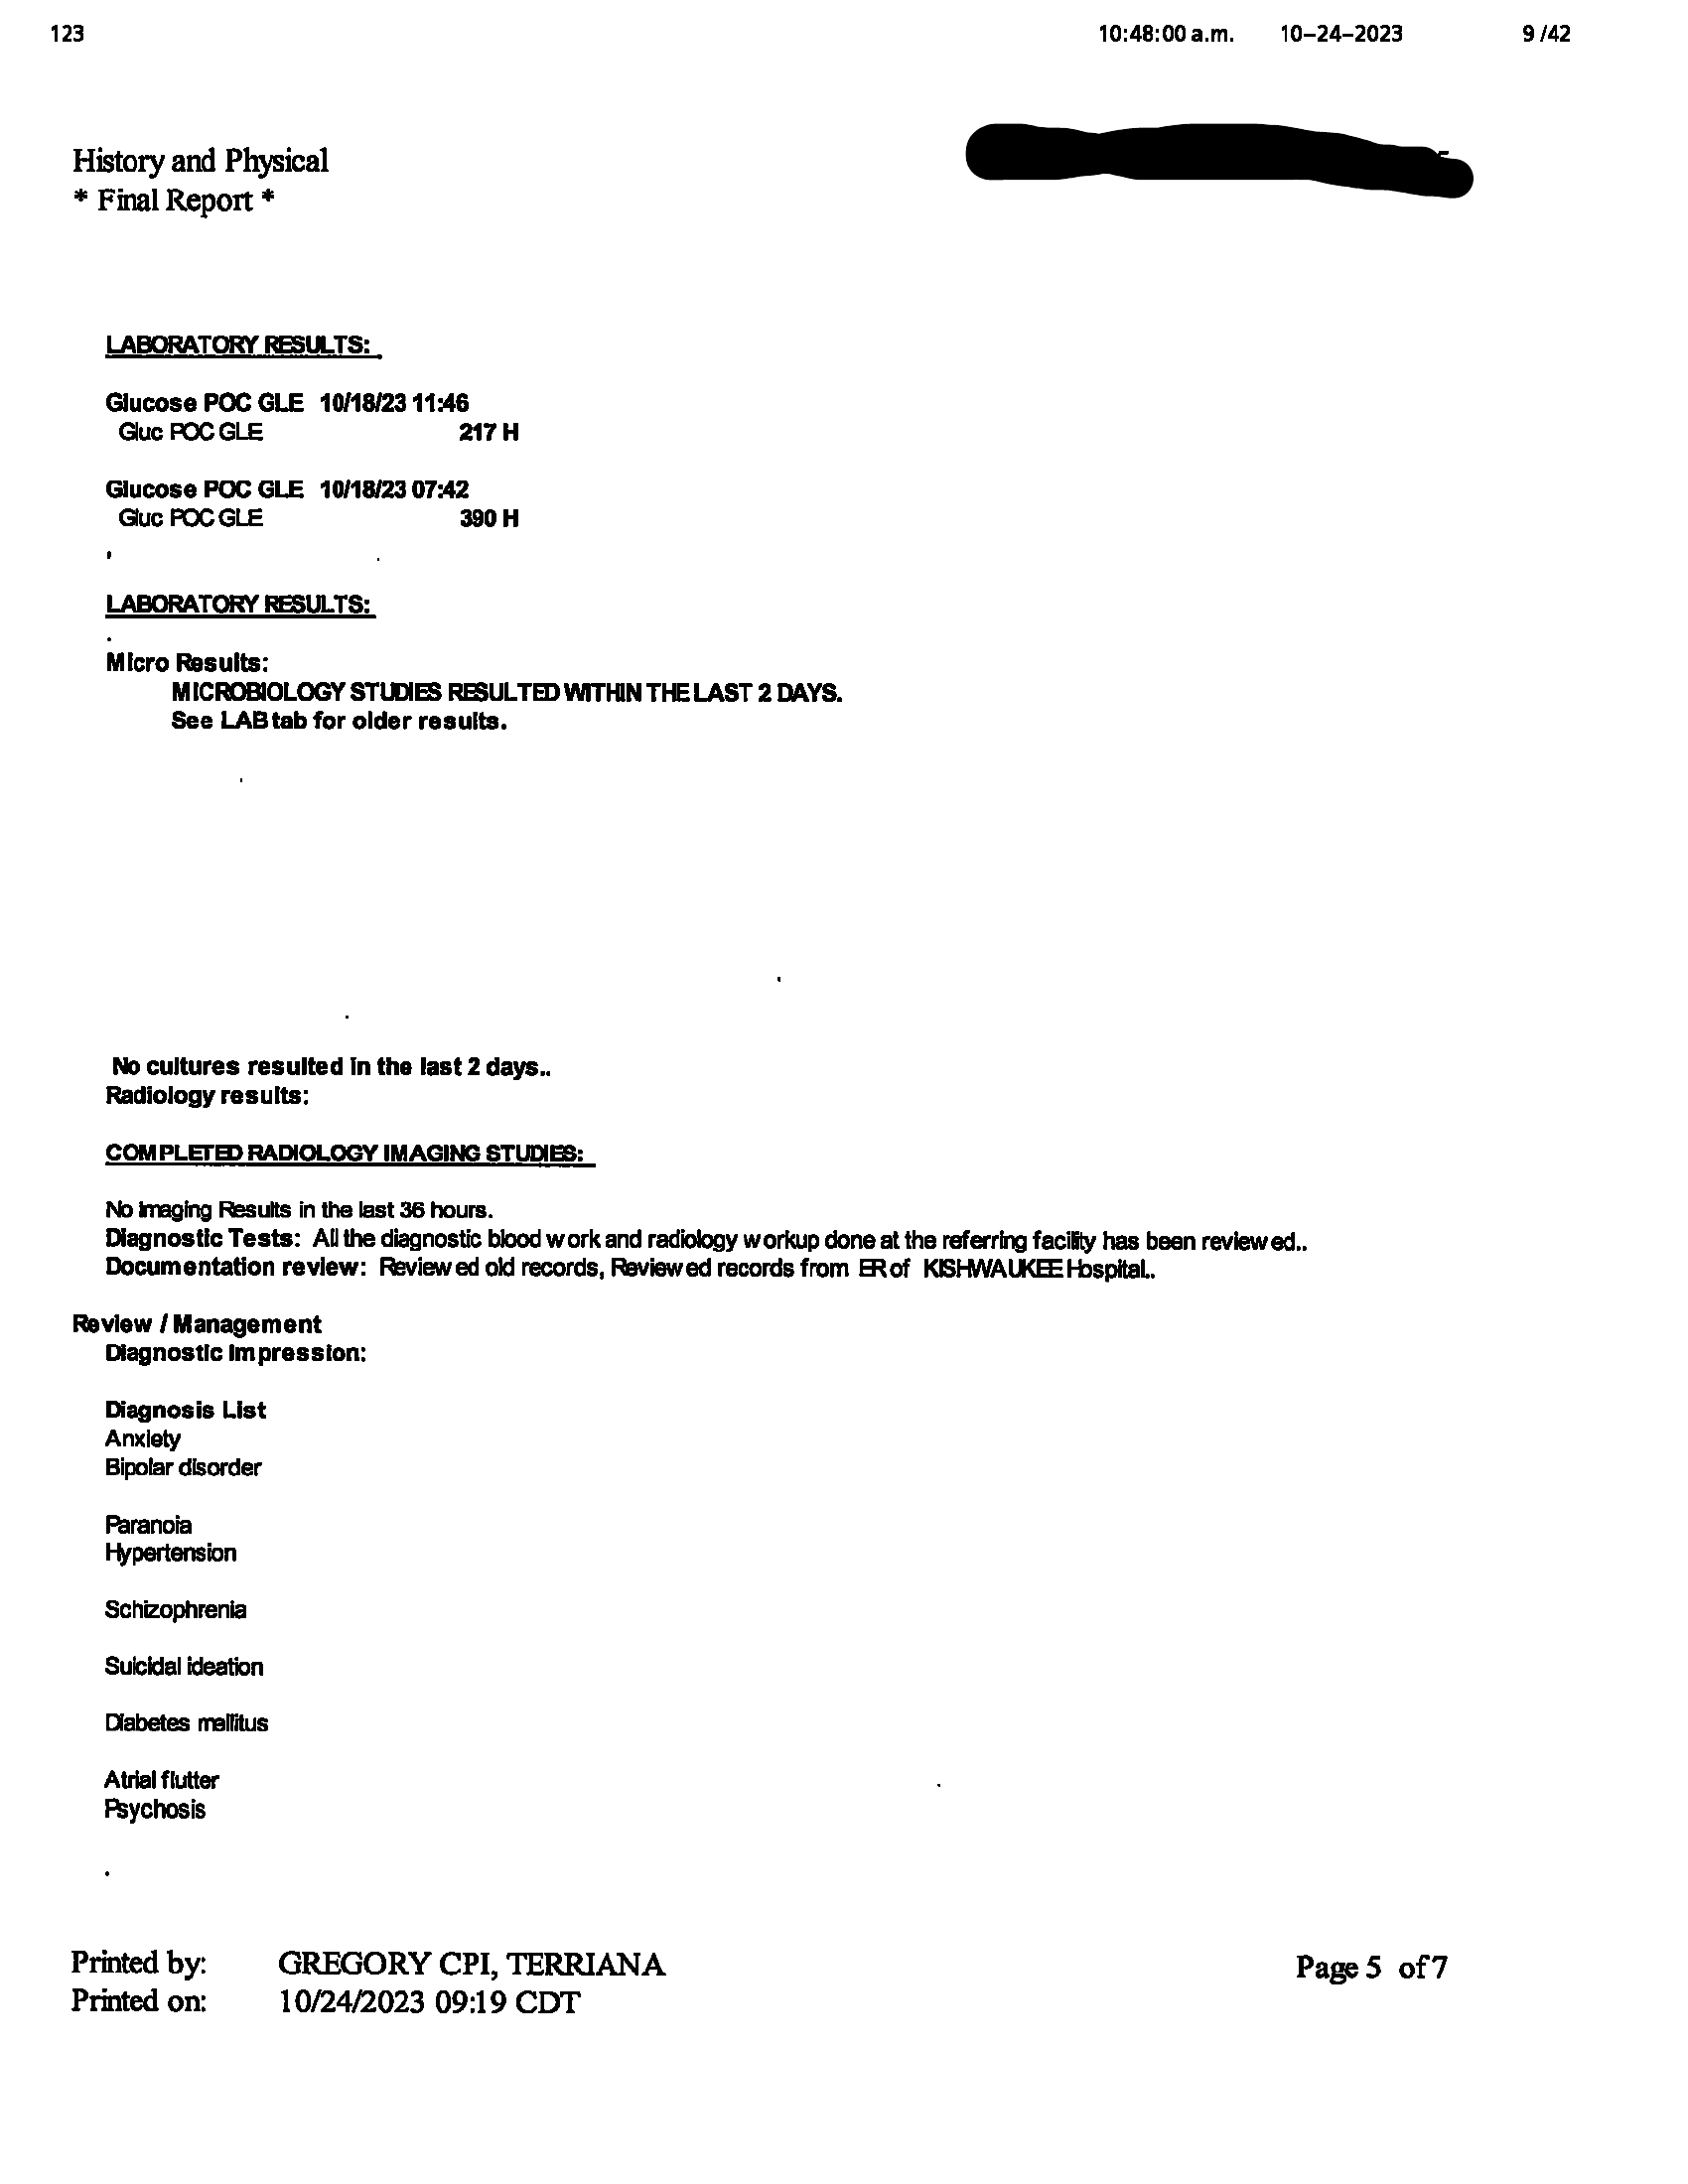 123 10:48:00 a.m. 10-24-2023 9 /42
History and Physical
* Final Report *
LABORATORY RESULTS:
Glucose POC GLE 10/18/23 11:46
Gluc POC GLE 217 H
Glucose POC GLE 10/18/23 07:42
Gluc POC GLE 390 H
LABORATORY RESULTS:
Micro Results:
MICROBIOLOGY STUDIES RESULTED WITHIN THE LAST 2 DAYS.
See LAB tab for older results.
No cultures resulted in the last 2 days..
Radiology results:
COMPLETED RADIOLOGY IMAGING STUDIES:
No Imaging Results in the last 36 hours.
Diagnostic Tests: All the diagnostic blood work and radiology workup done at the referring facility has been reviewed..
Documentation review: Reviewed old records, Reviewed records from ER of KISHWAUKEE Hospital..
Review / Management
Diagnostic Impression:
Diagnosis List
Anxiety
Bipolar disorder
Paranoia
Hypertension
Schizophrenia
Suicidal ideation
Diabetes mellitus
Atrial flutter
Psychosis
Printed by: GREGORY CPI, TERRIANA
Printed on: 10/24/2023 09:19 CDT
Page 5 of 7